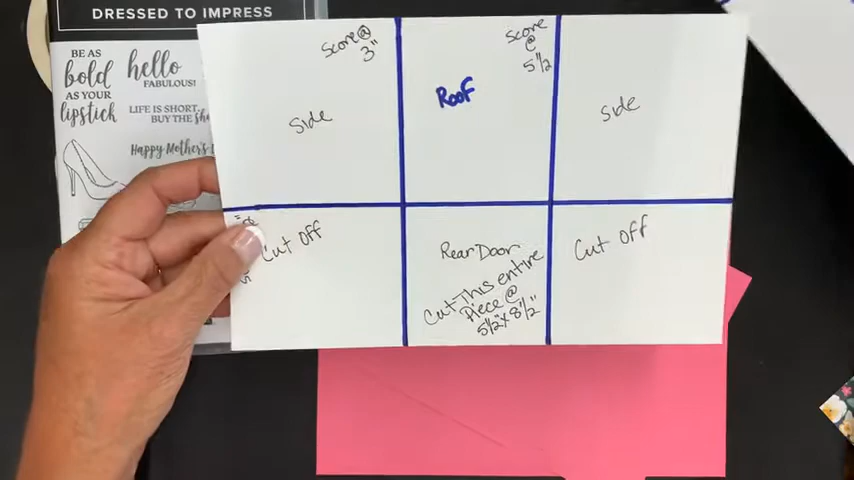 DRESSED TO IMPRESS
BE AS
bold
AS YOUR
lipstick
hello
FABULOUS!
LIFE IS SHORT,
BUY THE
HAPPY MOTHER'S
Score @
3"
Score
@
5½
Side
Roof
Side
Cut Off
Rear Door
Cut This entire
Piece @
5½" x 8½"
Cut Off